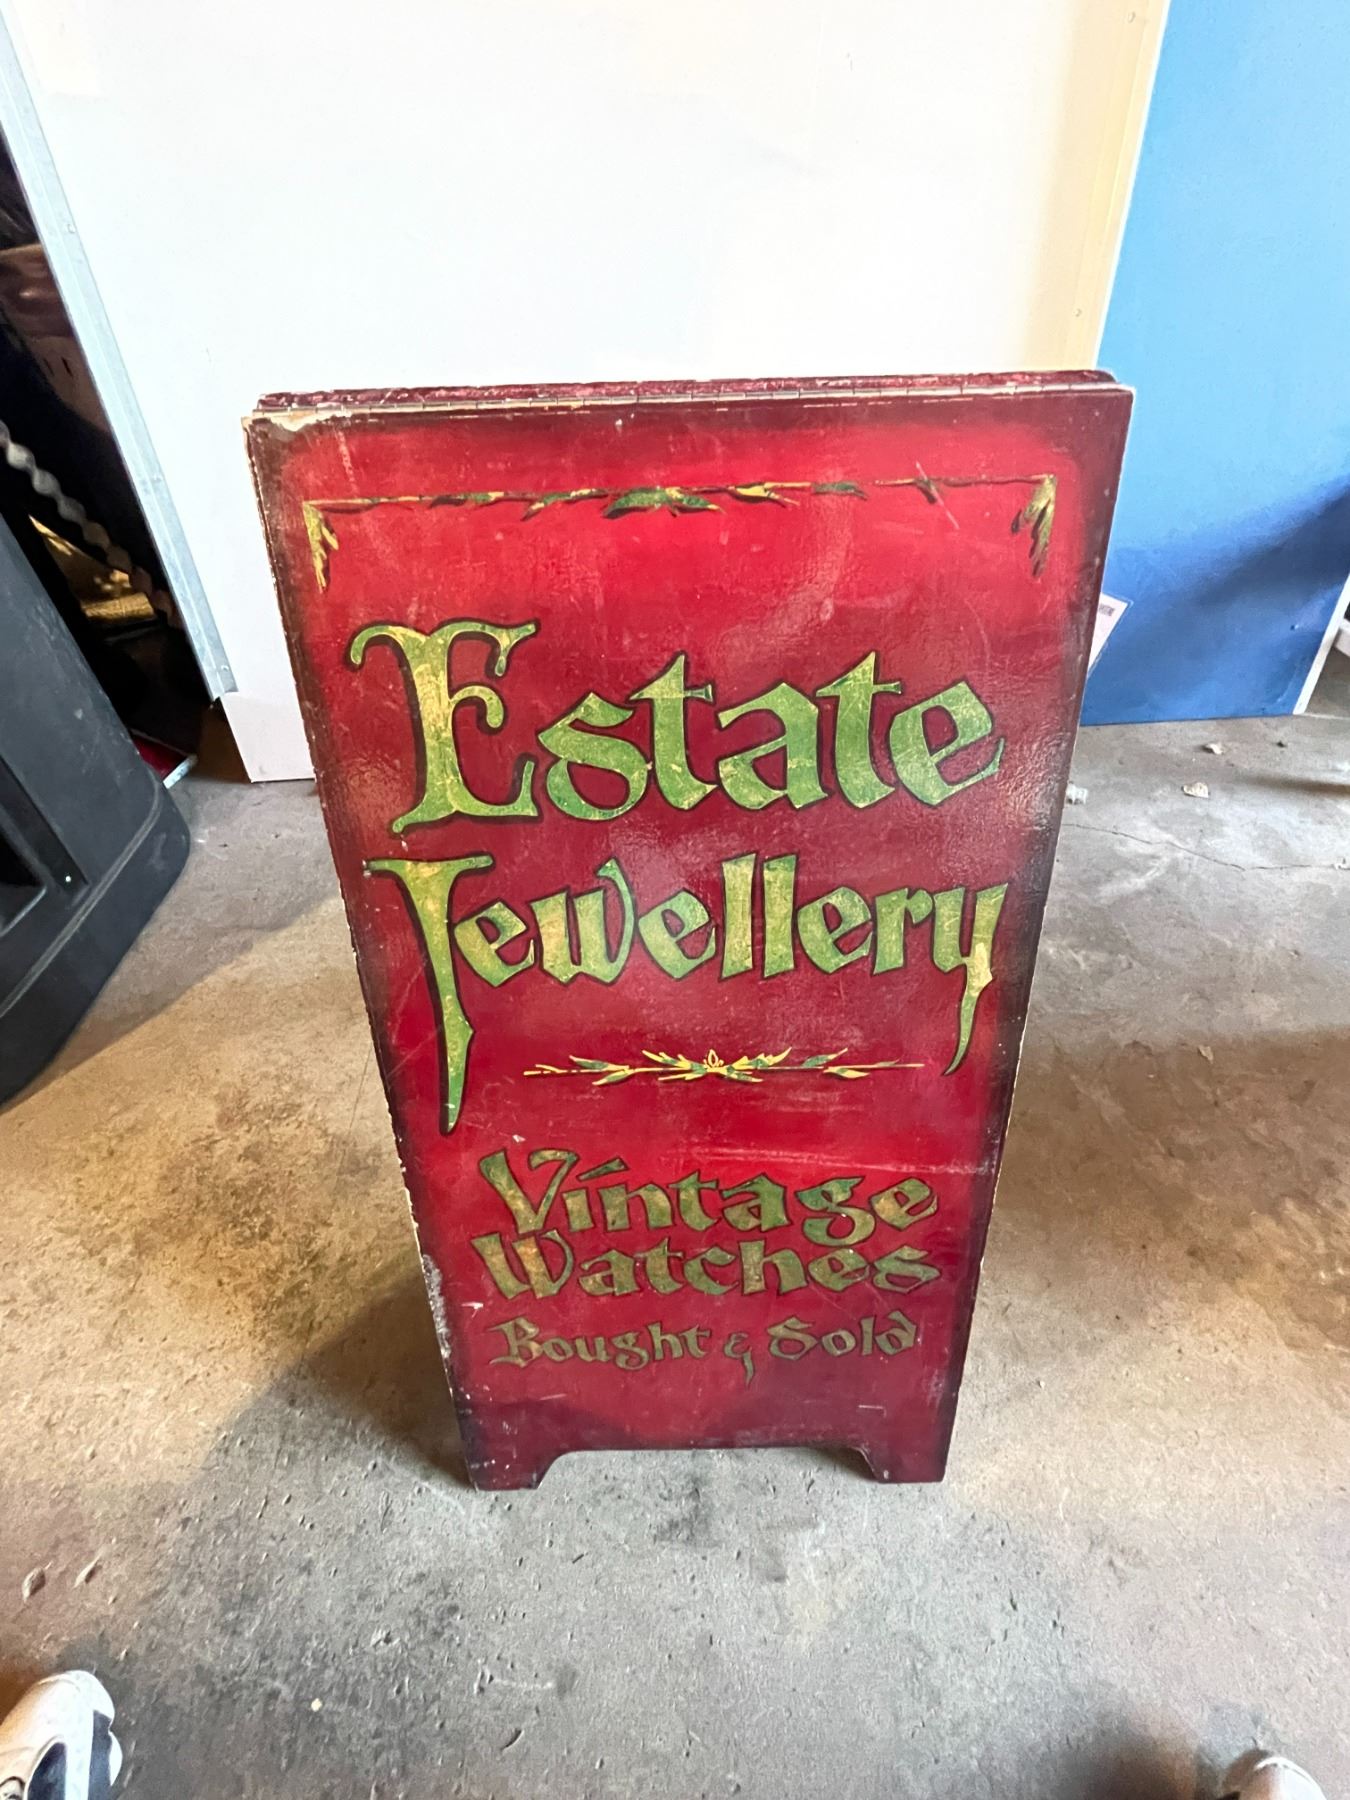 Estate
Jewellery
Vintage
Watches
Bought & Sold